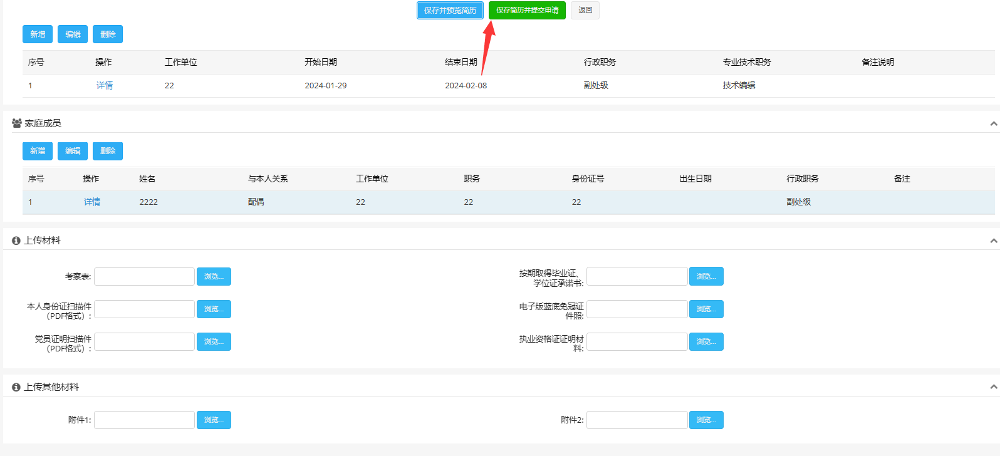 保存并预览简历 保存简历并提交申请 返回
新增 编辑 删除
序号 操作 工作单位 开始日期 结束日期 行政职务 专业技术职务 备注说明
1 详情 22 2024-01-29 2024-02-08 副处级 技术编辑
家庭成员
新增 编辑 删除
序号 操作 姓名 与本人关系 工作单位 职务 身份证号 出生日期 行政职务 备注
1 详情 2222 配偶 22 22 22 副处级
上传材料
考察表: 浏览...
按期取得毕业证、
学位证承诺书: 浏览...
本人身份证扫描件
（PDF格式）: 浏览...
电子版蓝底免冠证
件照: 浏览...
党员证明扫描件
（PDF格式）: 浏览...
执业资格证证明材
料: 浏览...
上传其他材料
附件1: 浏览... 附件2: 浏览...